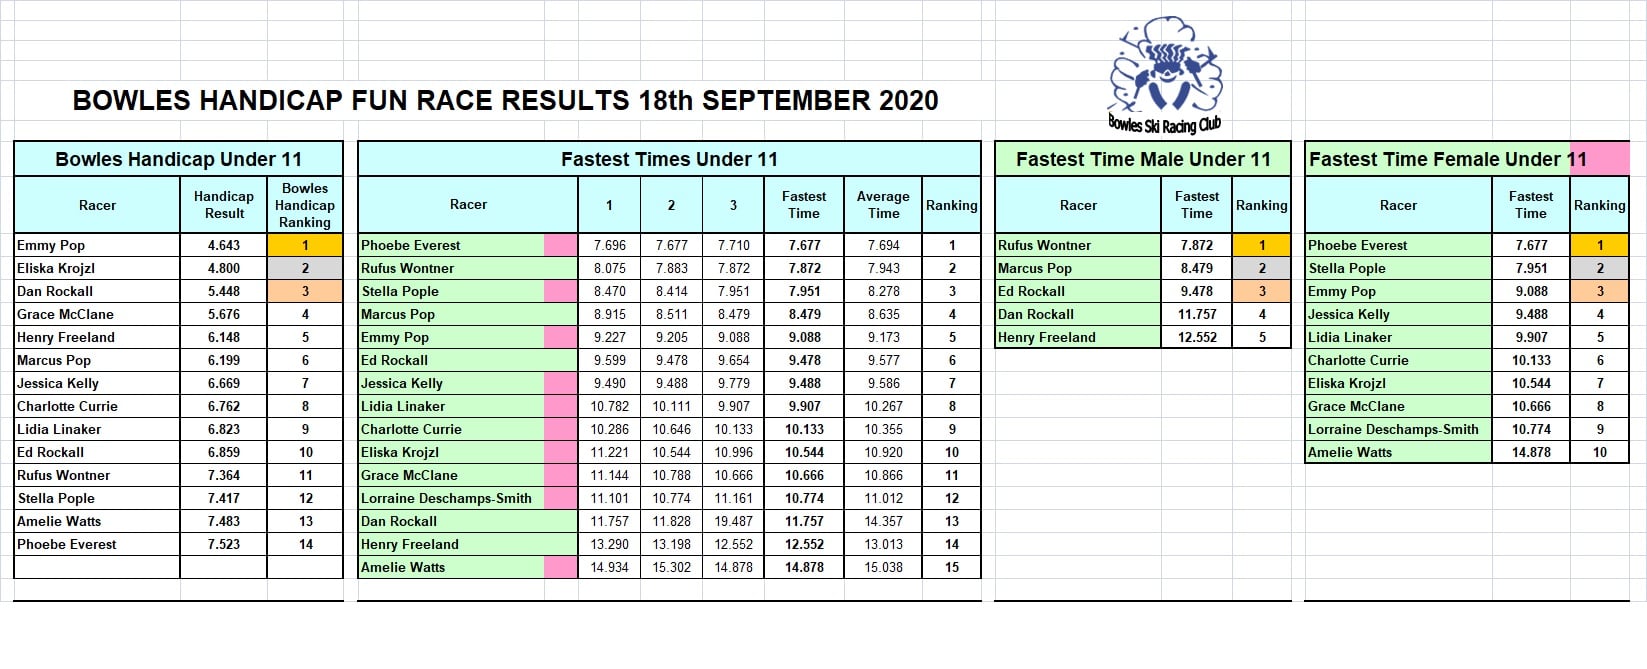 BOWLES HANDICAP FUN RACE RESULTS 18th SEPTEMBER 2020
Bowles Ski Racing Club
Bowles Handicap Under 11
Racer Handicap Result Bowles Handicap Ranking
Emmy Pop 4.643 1
Eliska Krojzl 4.800 2
Dan Rockall 5.448 3
Grace McClane 5.676 4
Henry Freeland 6.148 5
Marcus Pop 6.199 6
Jessica Kelly 6.669 7
Charlotte Currie 6.762 8
Lidia Linaker 6.823 9
Ed Rockall 6.859 10
Rufus Wontner 7.364 11
Stella Pople 7.417 12
Amelie Watts 7.483 13
Phoebe Everest 7.523 14
Fastest Times Under 11
Racer 1 2 3 Fastest Time Average Time Ranking
Phoebe Everest 7.696 7.677 7.710 7.677 7.694 1
Rufus Wontner 8.075 7.883 7.872 7.872 7.943 2
Stella Pople 8.470 8.414 7.951 7.951 8.278 3
Marcus Pop 8.915 8.511 8.479 8.479 8.635 4
Emmy Pop 9.227 9.205 9.088 9.088 9.173 5
Ed Rockall 9.599 9.478 9.654 9.478 9.577 6
Jessica Kelly 9.490 9.488 9.779 9.488 9.586 7
Lidia Linaker 10.782 10.111 9.907 9.907 10.267 8
Charlotte Currie 10.286 10.646 10.133 10.133 10.355 9
Eliska Krojzl 11.221 10.544 10.996 10.544 10.920 10
Grace McClane 11.144 10.788 10.666 10.666 10.866 11
Lorraine Deschamps-Smith 11.101 10.774 11.161 10.774 11.012 12
Dan Rockall 11.757 11.828 19.487 11.757 14.357 13
Henry Freeland 13.290 13.198 12.552 12.552 13.013 14
Amelie Watts 14.934 15.302 14.878 14.878 15.038 15
Fastest Time Male Under 11
Racer Fastest Time Ranking
Rufus Wontner 7.872 1
Marcus Pop 8.479 2
Ed Rockall 9.478 3
Dan Rockall 11.757 4
Henry Freeland 12.552 5
Fastest Time Female Under 11
Racer Fastest Time Ranking
Phoebe Everest 7.677 1
Stella Pople 7.951 2
Emmy Pop 9.088 3
Jessica Kelly 9.488 4
Lidia Linaker 9.907 5
Charlotte Currie 10.133 6
Eliska Krojzl 10.544 7
Grace McClane 10.666 8
Lorraine Deschamps-Smith 10.774 9
Amelie Watts 14.878 10